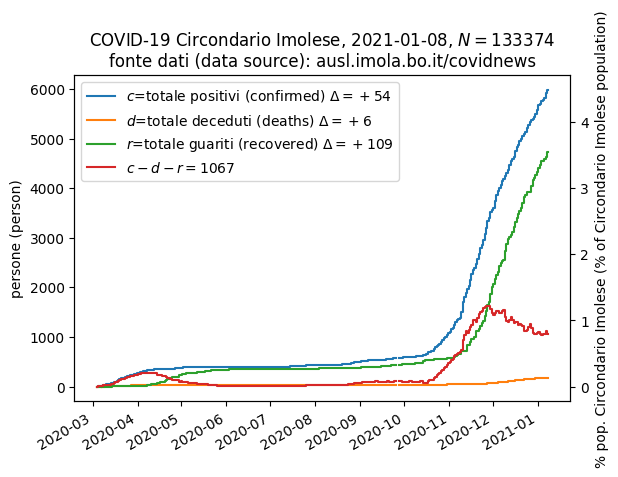 COVID-19 Circondario Imolese, 2021-01-08, N = 133374
fonte dati (data source): ausl.imola.bo.it/covidnews
c=totale positivi (confirmed) Δ = +54
d=totale deceduti (deaths) Δ = +6
r=totale guariti (recovered) Δ = +109
c − d − r = 1067
persone (person)
6000
5000
4000
3000
2000
1000
0
4
3
2
1
0
% pop. Circondario Imolese (% of Circondario Imolese population)
2020-03
2020-04
2020-05
2020-06
2020-07
2020-08
2020-09
2020-10
2020-11
2020-12
2021-01